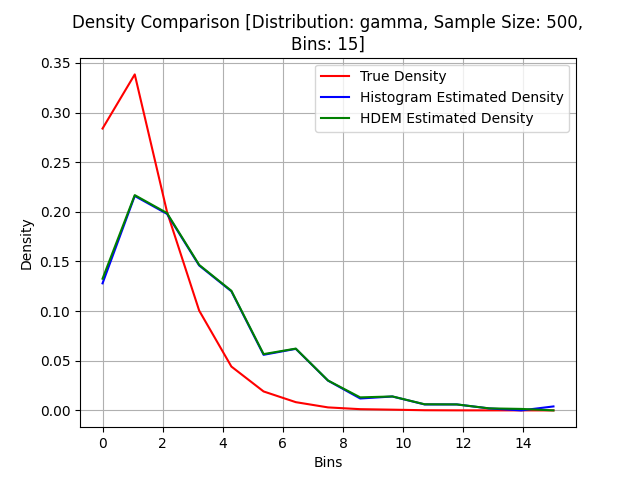 Density Comparison [Distribution: gamma, Sample Size: 500,
Bins: 15]
True Density
Histogram Estimated Density
HDEM Estimated Density
Density
0.35
0.30
0.25
0.20
0.15
0.10
0.05
0.00
0 2 4 6 8 10 12 14
Bins